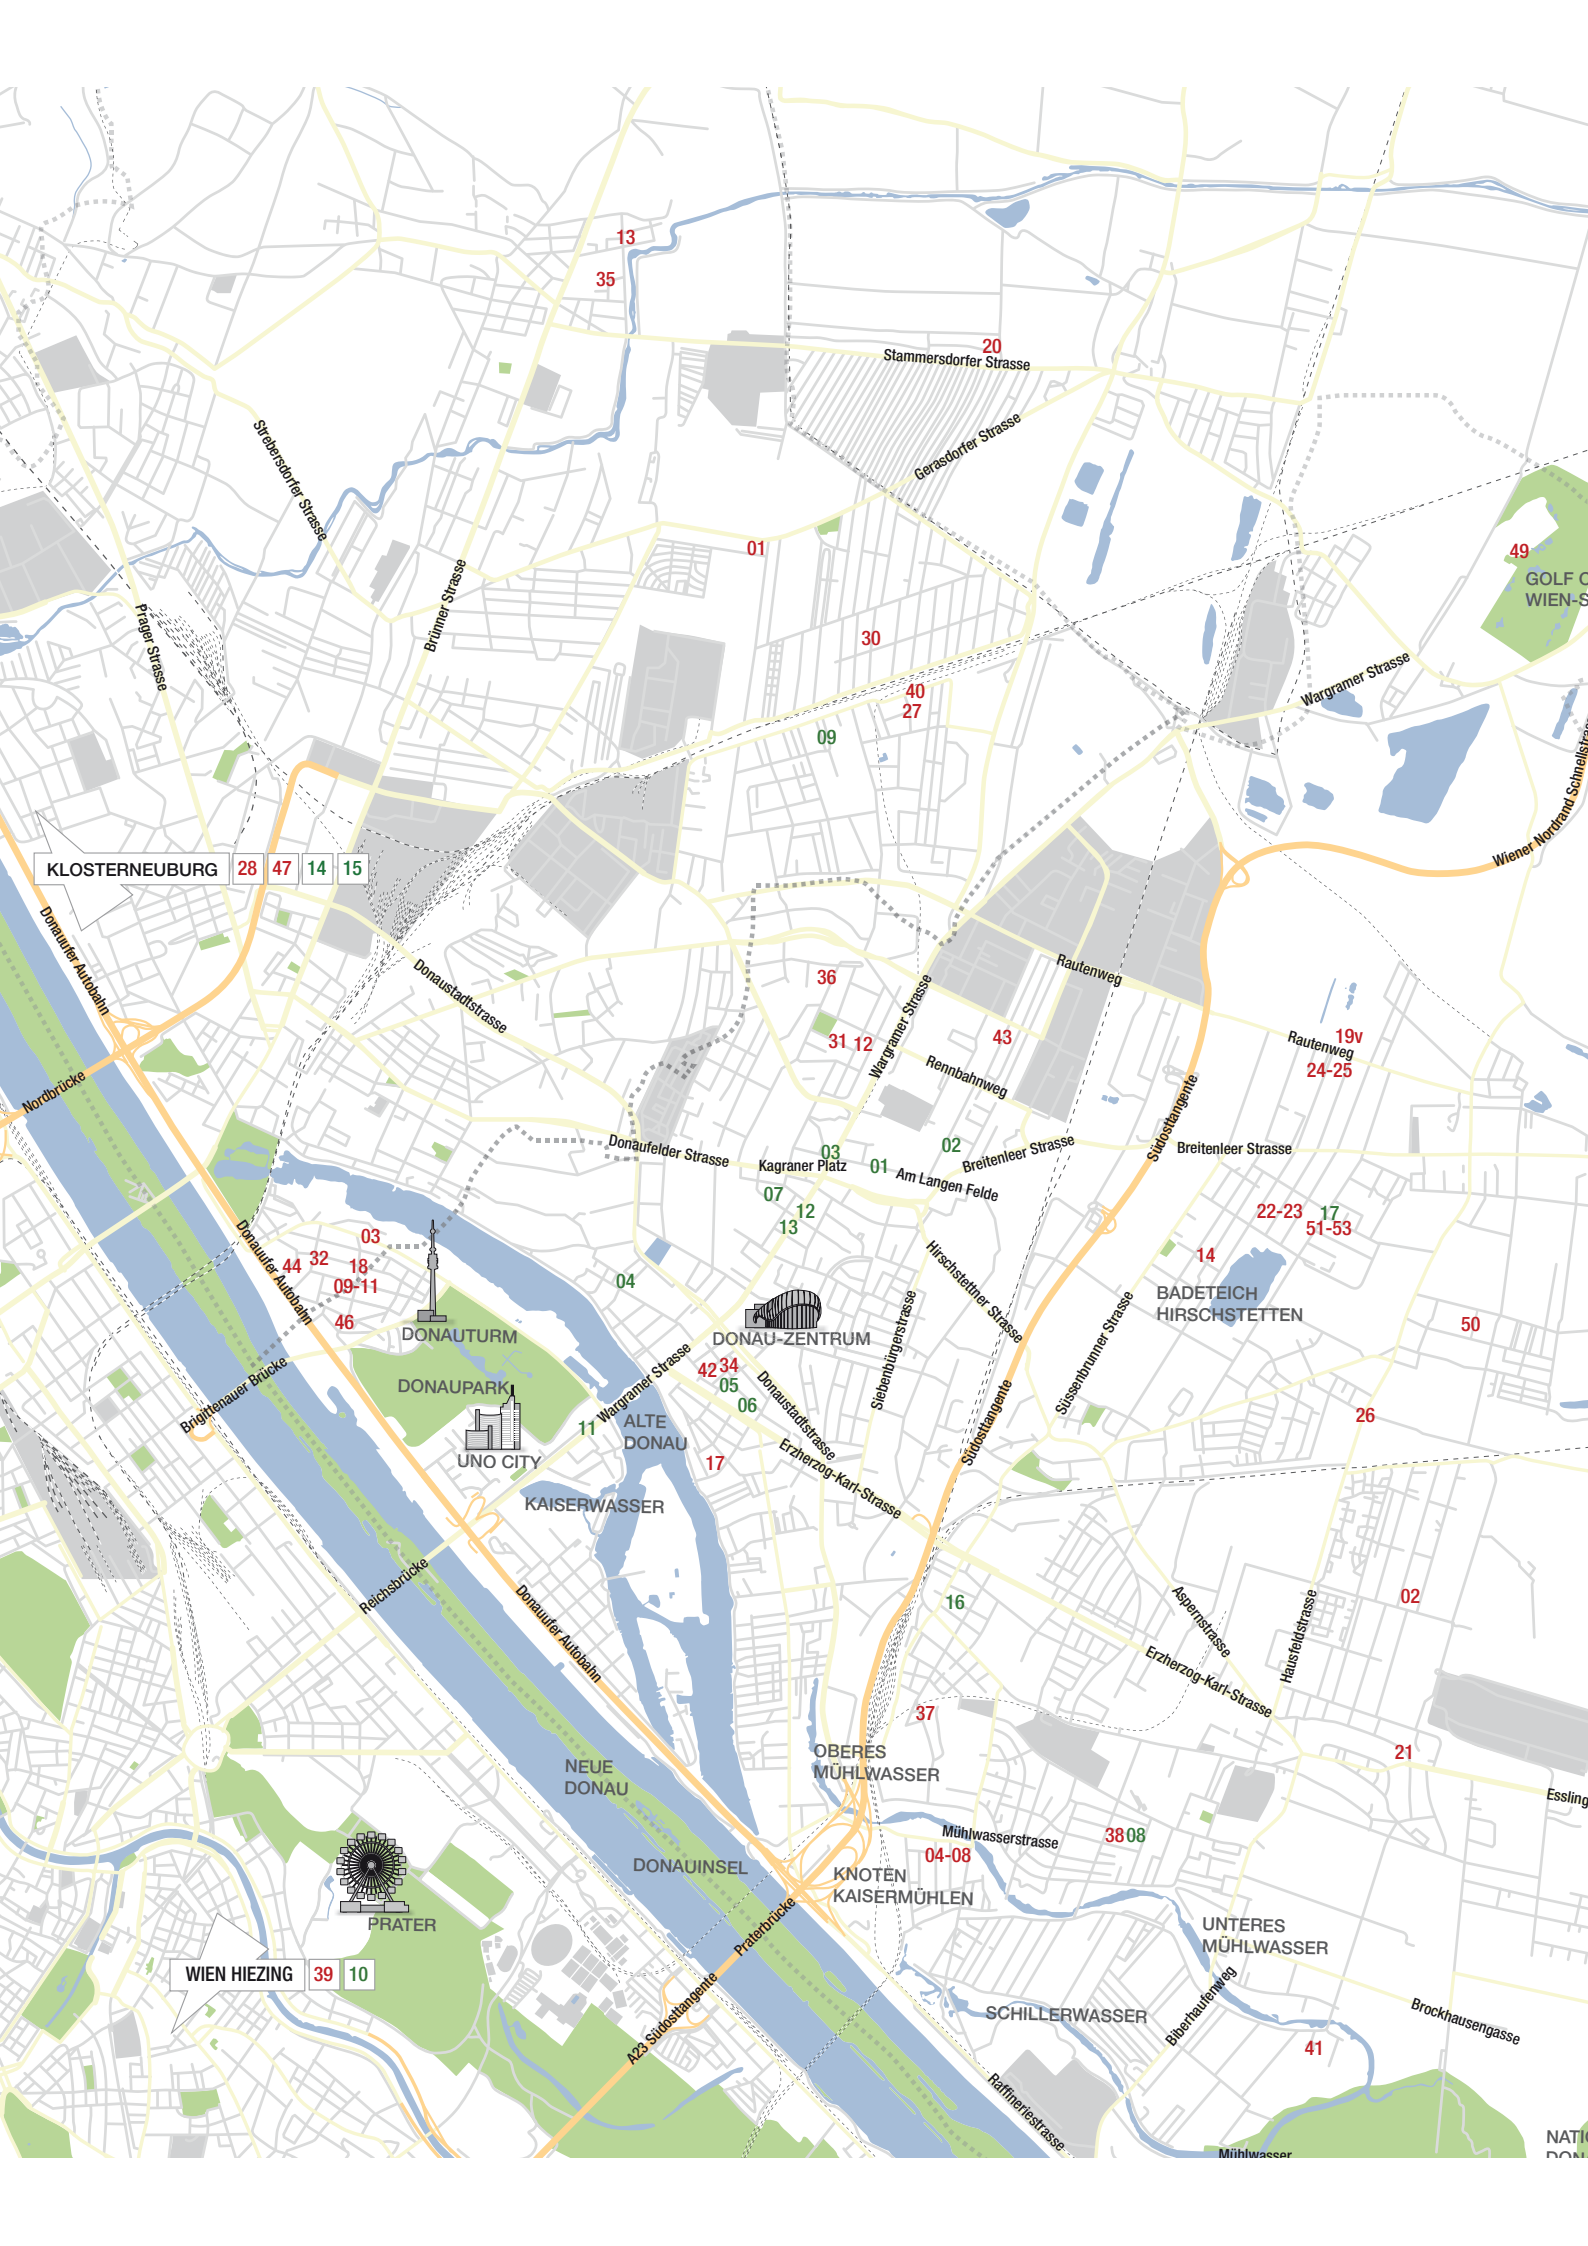 13
35
20
Stammersdorfer Strasse
Gerasdorfer Strasse
Strebersdorfer Strasse
01
49
GOLF C
WIEN-S
Brünner Strasse
Prager Strasse
30
40
27
09
Wargramer Strasse
Wiener Nordrand Schnellstras
KLOSTERNEUBURG 28 47 14 15
Donauufer Autobahn
Donaustadtstrasse
36
Rautenweg
Wargramer Strasse
31 12
43
Rennbahnweg
19v
Rautenweg
24-25
Nordbrücke
Südosttangente
Donaufelder Strasse
Kagraner Platz
03
01
02
Breitenleer Strasse
Breitenleer Strasse
Am Langen Felde
07
12
13
22-23 17
51-53
14
BADETEICH
HIRSCHSTETTEN
Donauufer Autobahn
03
44 32 18
09-11
46
DONAUTURM
04
DONAU-ZENTRUM
Hirschstettner Strasse
Siebenbürgerstrasse
Süssenbrunner Strasse
50
Brigittenauer Brücke
DONAUPARK
UNO CITY
Wargramer Strasse
42 34
05
06
Donaustadtstrasse
11
ALTE
DONAU
17
Erzherzog-Karl-Strasse
Südosttangente
26
KAISERWASSER
Reichsbrücke
Donauufer Autobahn
16
Aspernstrasse
Hausfeldstrasse
02
Erzherzog-Karl-Strasse
37
21
Essling
NEUE
DONAU
OBERES
MÜHLWASSER
Mühlwasserstrasse
38 08
04-08
DONAUINSEL
KNOTEN
KAISERMÜHLEN
PRATER
Praterbrücke
UNTERES
MÜHLWASSER
WIEN HIEZING 39 10
A23 Südosttangente
SCHILLERWASSER
Biberhaufenweg
Brockhausengasse
41
Raffineriestrasse
Mühlwasser
NATI
DON